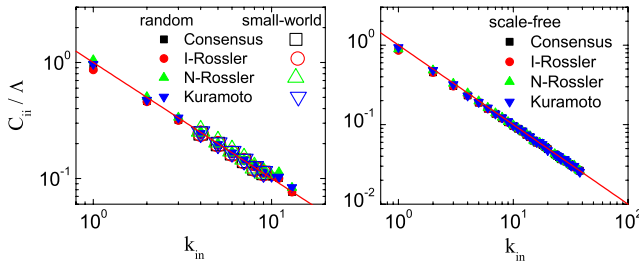 random small-world
Consensus
I-Rossler
N-Rossler
Kuramoto
10^0
10^-1
C_ii / Λ
10^0 10^1
k_in
scale-free
Consensus
I-Rossler
N-Rossler
Kuramoto
10^0
10^-1
10^-2
10^0 10^1 10^2
k_in